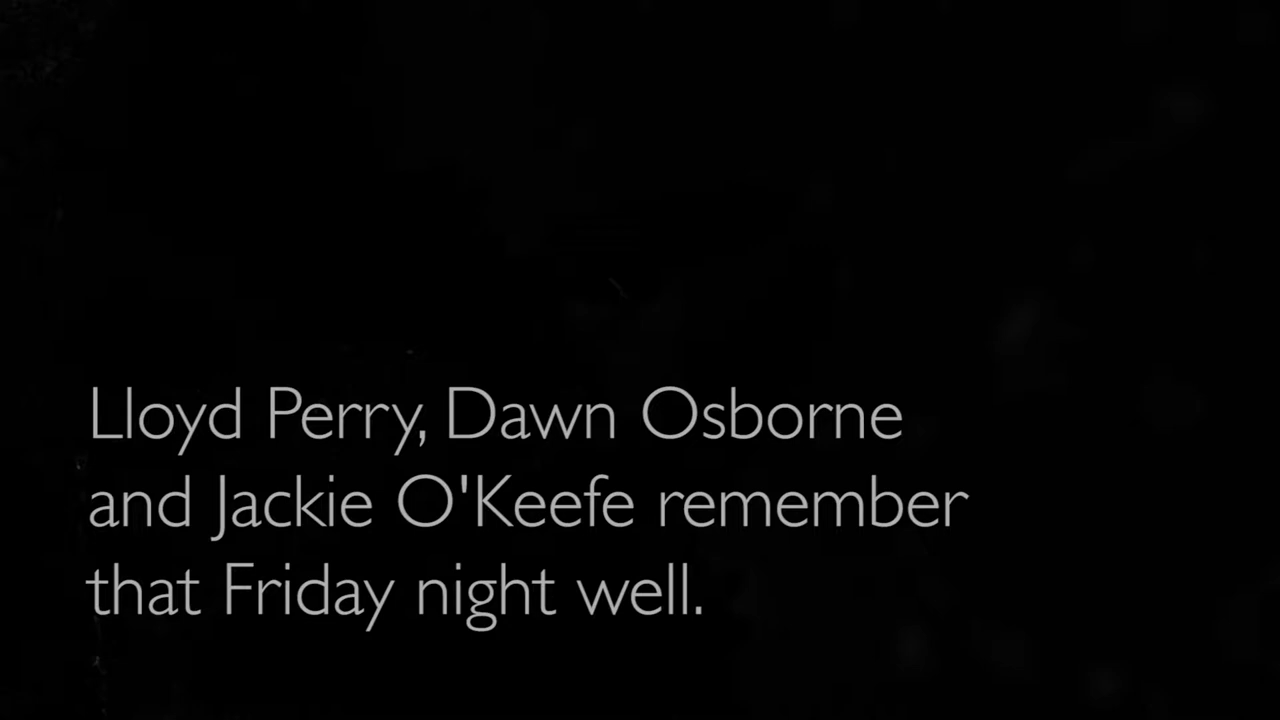 Lloyd Perry, Dawn Osborne
and Jackie O'Keefe remember
that Friday night well.